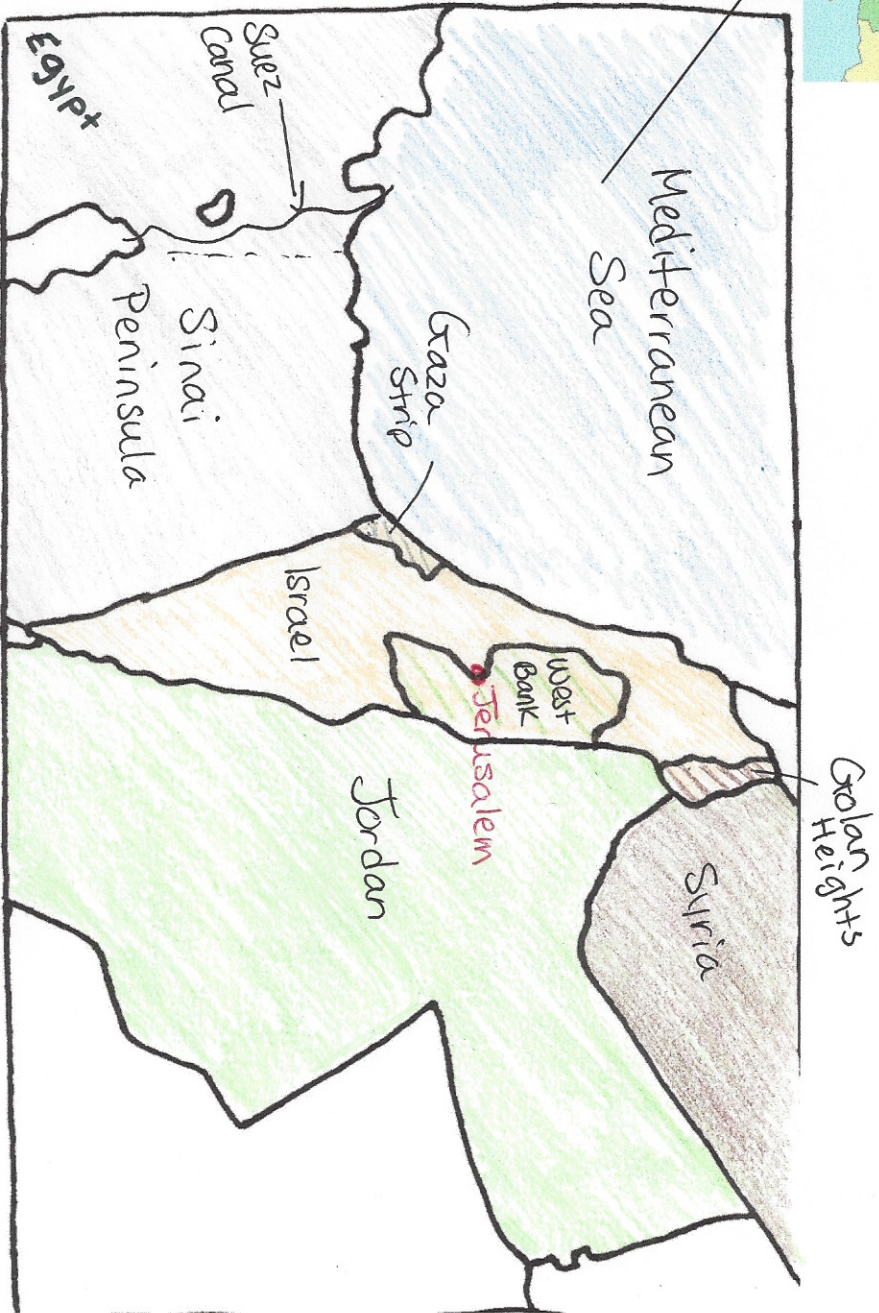 Mediterranean
Sea
Suez
Canal
Egypt
Gaza
Strip
Sinai
Peninsula
Israel
West
Bank
Jerusalem
Golan
Heights
Syria
Jordan